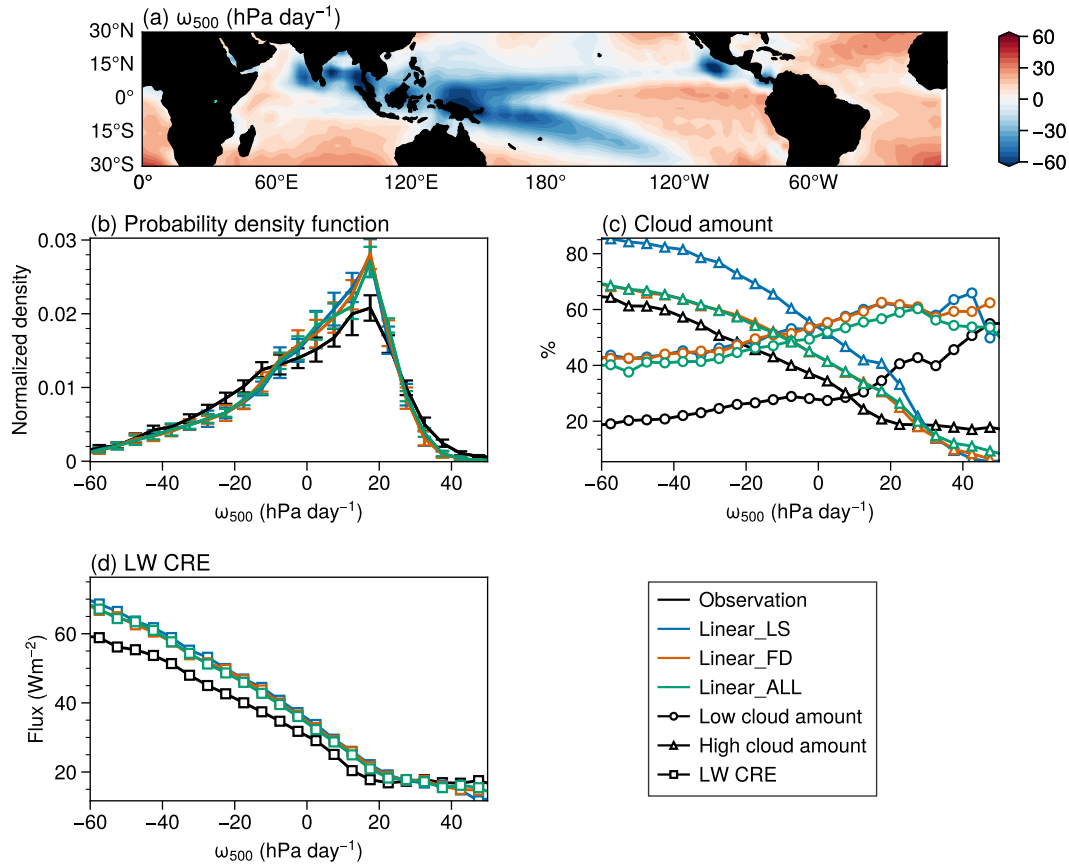 (a) ω₅₀₀ (hPa day⁻¹)
30°N
15°N
0°
15°S
30°S
0° 60°E 120°E 180° 120°W 60°W
60
30
0
−30
−60
(b) Probability density function
0.03
0.02
0.01
0
Normalized density
−60 −40 −20 0 20 40
ω₅₀₀ (hPa day⁻¹)
(c) Cloud amount
80
60
40
20
%
−60 −40 −20 0 20 40
ω₅₀₀ (hPa day⁻¹)
(d) LW CRE
60
40
20
Flux (Wm⁻²)
−60 −40 −20 0 20 40
ω₅₀₀ (hPa day⁻¹)
Observation
Linear_LS
Linear_FD
Linear_ALL
Low cloud amount
High cloud amount
LW CRE